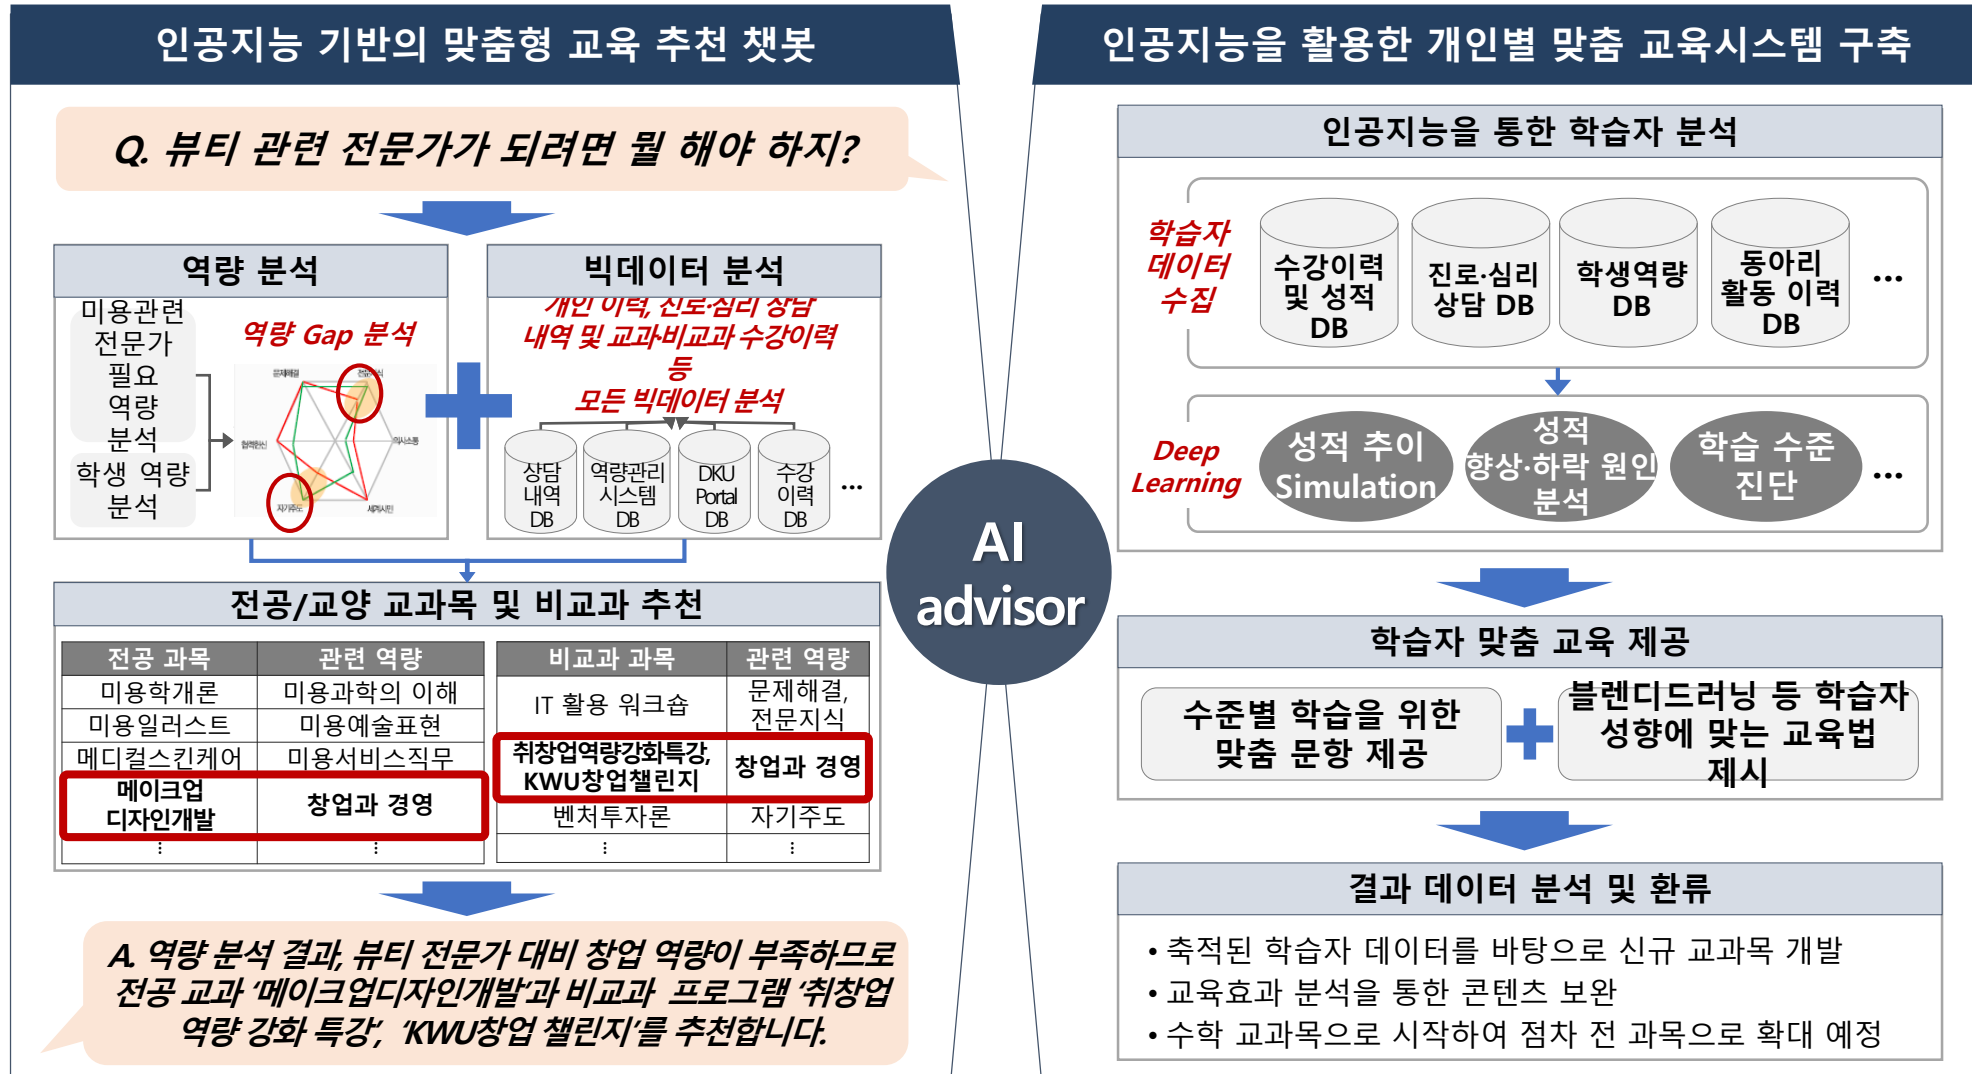 인공지능 기반의 맞춤형 교육 추천 챗봇
Q. 뷰티 관련 전문가가 되려면 뭘 해야 하지?
역량 분석
미용관련
전문가
필요
역량
분석
학생 역량
분석
역량 Gap 분석
문제해결
전문지식
협력헌신
의사소통
자기주도
세계시민
빅데이터 분석
개인 이력, 진로·심리 상담
내역 및 교과·비교과 수강이력
등
모든 빅데이터 분석
상담
내역
DB
역량관리
시스템
DB
DKU
Portal
DB
수강
이력
DB
...
전공/교양 교과목 및 비교과 추천
전공 과목 관련 역량
미용학개론 미용과학의 이해
미용일러스트 미용예술표현
메디컬스킨케어 미용서비스직무
메이크업
디자인개발
창업과 경영
⋮ ⋮
비교과 과목 관련 역량
IT 활용 워크숍
문제해결,
전문지식
취창업역량강화특강,
KWU창업챌린지
창업과 경영
벤처투자론 자기주도
⋮ ⋮
A. 역량 분석 결과, 뷰티 전문가 대비 창업 역량이 부족하므로
전공 교과 ‘메이크업디자인개발’과 비교과 프로그램 ‘취창업
역량 강화 특강’, ‘KWU창업 챌린지’를 추천합니다.
AI
advisor
인공지능을 활용한 개인별 맞춤 교육시스템 구축
인공지능을 통한 학습자 분석
학습자
데이터
수집
수강이력
및 성적
DB
진로·심리
상담 DB
학생역량
DB
동아리
활동 이력
DB
...
Deep
Learning
성적 추이
Simulation
성적
향상·하락 원인
분석
학습 수준
진단
...
학습자 맞춤 교육 제공
수준별 학습을 위한
맞춤 문항 제공
블렌디드러닝 등 학습자
성향에 맞는 교육법
제시
결과 데이터 분석 및 환류
• 축적된 학습자 데이터를 바탕으로 신규 교과목 개발
• 교육효과 분석을 통한 콘텐츠 보완
• 수학 교과목으로 시작하여 점차 전 과목으로 확대 예정